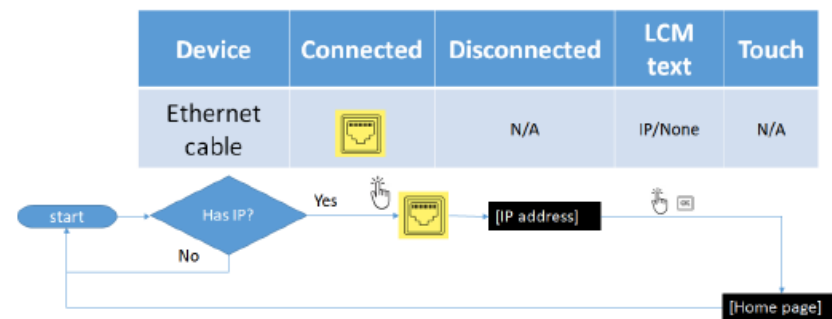 Device Connected Disconnected LCM text Touch
Ethernet cable N/A IP/None N/A
start
Has IP?
Yes
[IP address]
OK
No
[Home page]